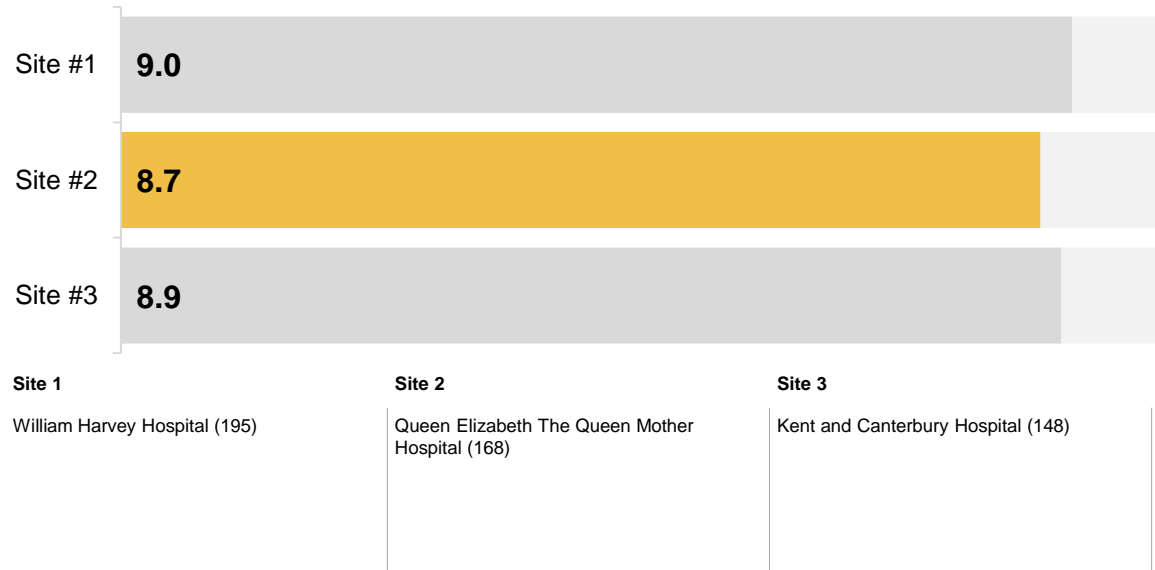 Site #1
9.0
Site #2
8.7
Site #3
8.9
Site 1
William Harvey Hospital (195)
Site 2
Queen Elizabeth The Queen Mother
Hospital (168)
Site 3
Kent and Canterbury Hospital (148)